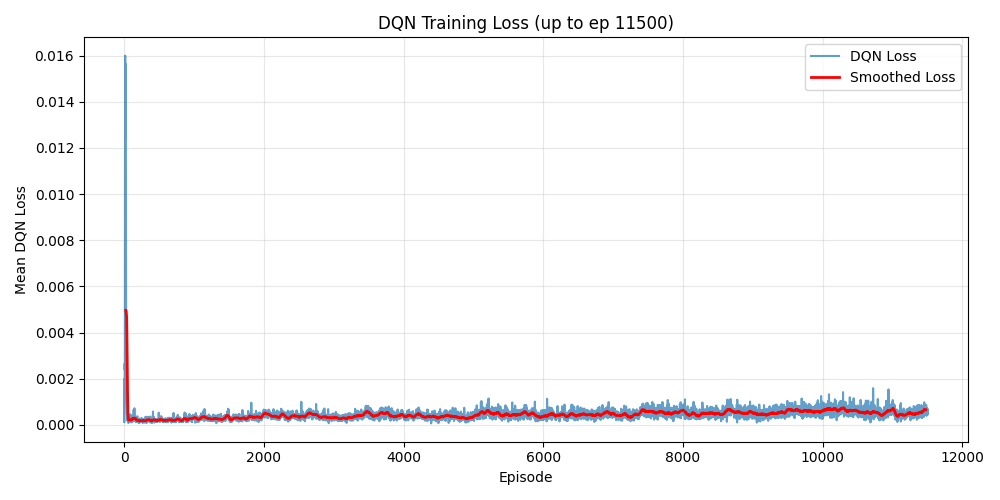 DQN Training Loss (up to ep 11500)
DQN Loss
Smoothed Loss
Mean DQN Loss
0.016
0.014
0.012
0.010
0.008
0.006
0.004
0.002
0.000
0 2000 4000 6000 8000 10000 12000
Episode